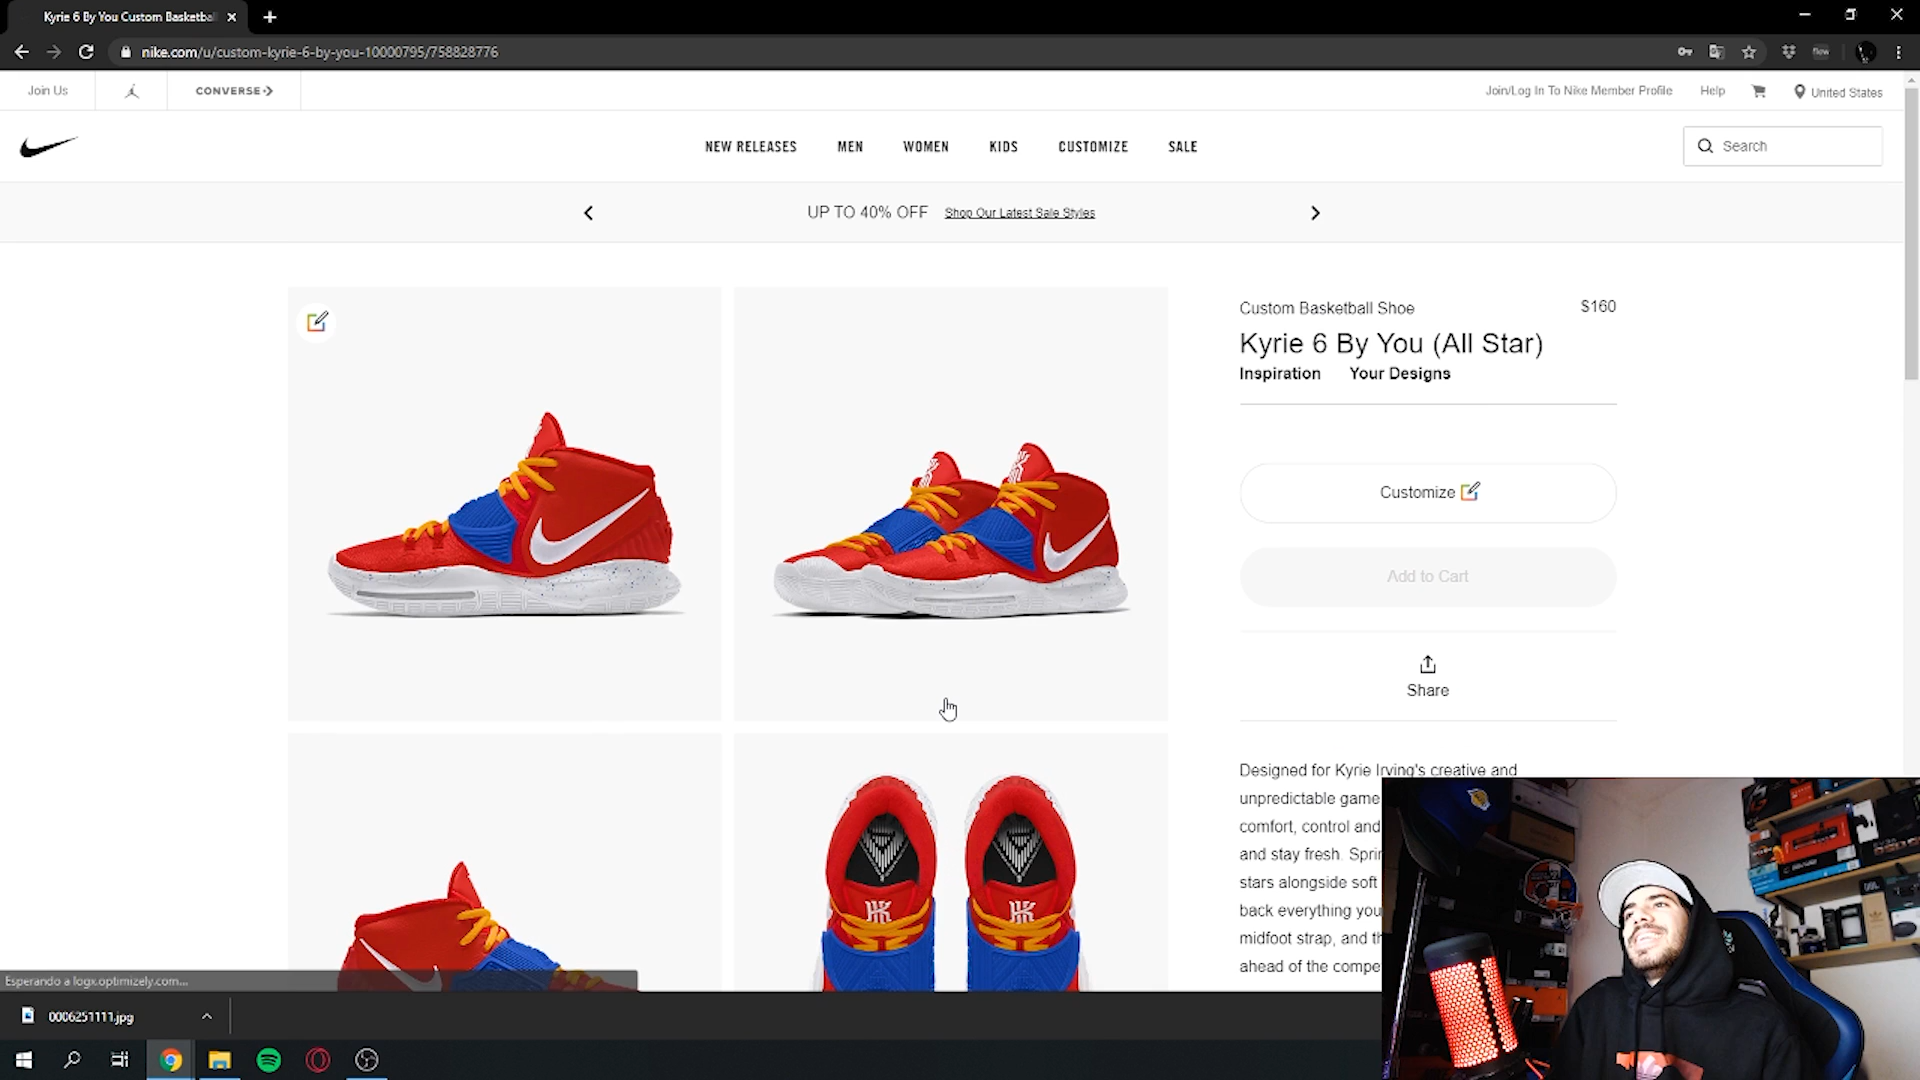 Kyrie 6 By You Custom Basketba
nike.com/u/custom-kyrie-6-by-you-10000795/758828776
Join Us
CONVERSE
Join/Log In To Nike Member Profile
Help
United States
NEW RELEASES
MEN
WOMEN
KIDS
CUSTOMIZE
SALE
Search
UP TO 40% OFF Shop Our Latest Sale Styles
Custom Basketball Shoe
$160
Kyrie 6 By You (All Star)
Inspiration
Your Designs
Customize
Add to Cart
Share
Designed for Kyrie Irving's creative and
unpredictable game
comfort, control and
and stay fresh. Spri
stars alongside soft
back everything you
midfoot strap, and th
ahead of the compe
Esperando a logx.optimizely.com...
0006251111.jpg